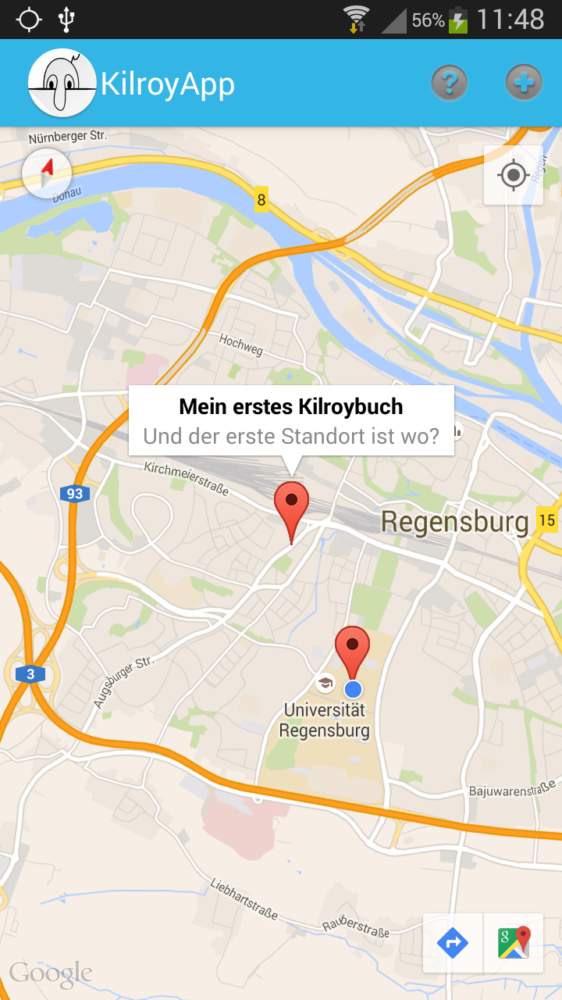 56% 11:48
KilroyApp
?
Nürnberger Str.
Donau
Regen
8
Hochweg
Mein erstes Kilroybuch
Und der erste Standort ist wo?
Kirchmeierstraße
93
Regensburg
15
3
Augsburger Str.
Universität
Regensburg
Bajuwarenstraße
Liebhartstraße
Rauberstraße
Google
8